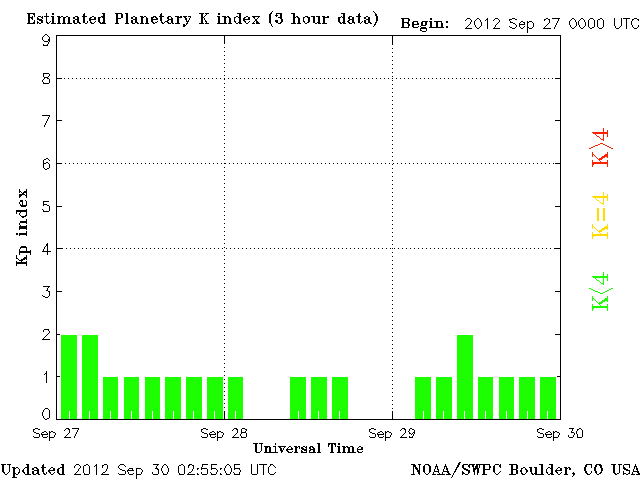 Estimated Planetary K index (3 hour data) Begin: 2012 Sep 27 0000 UTC
9
8
7
6
5
4
3
2
1
0
Kp index
Sep 27 Sep 28 Sep 29 Sep 30
Universal Time
K<4 K=4 K>4
Updated 2012 Sep 30 02:55:05 UTC NOAA/SWPC Boulder, CO USA